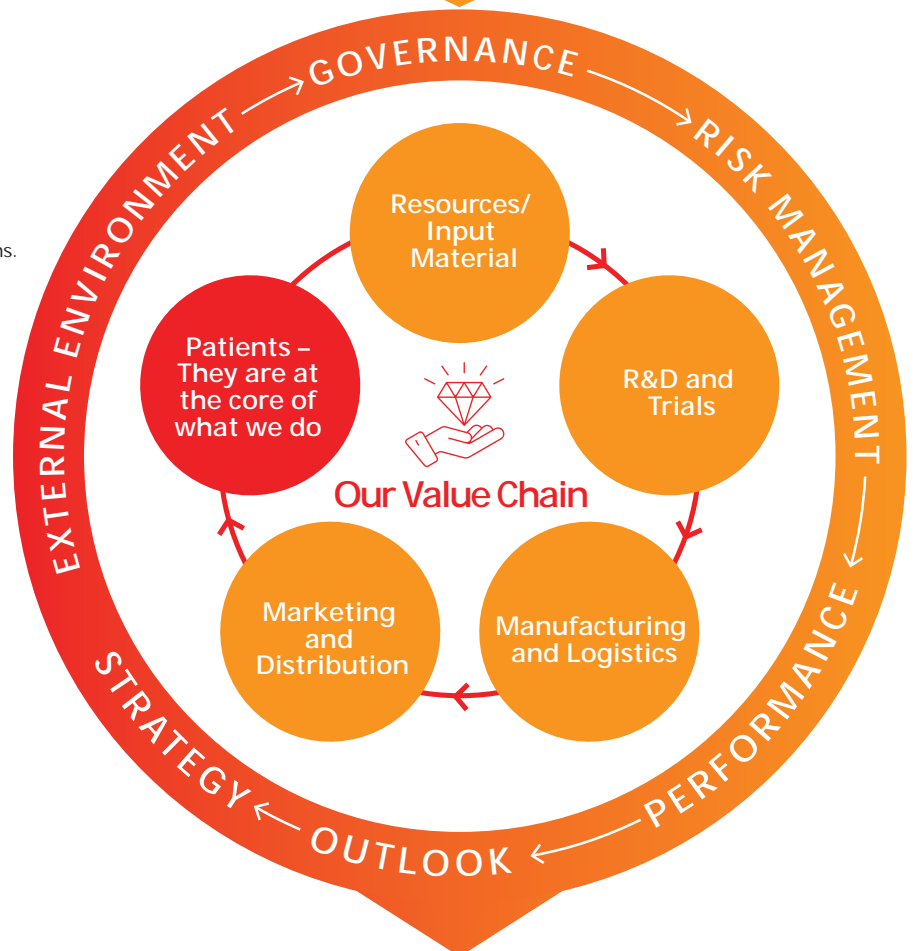 GOVERNANCE
RISK MANAGEMENT
PERFORMANCE
OUTLOOK
STRATEGY
EXTERNAL ENVIRONMENT
ns.
Resources/
Input
Material
R&D and
Trials
Manufacturing
and Logistics
Marketing
and
Distribution
Patients –
They are at
the core of
what we do
Our Value Chain